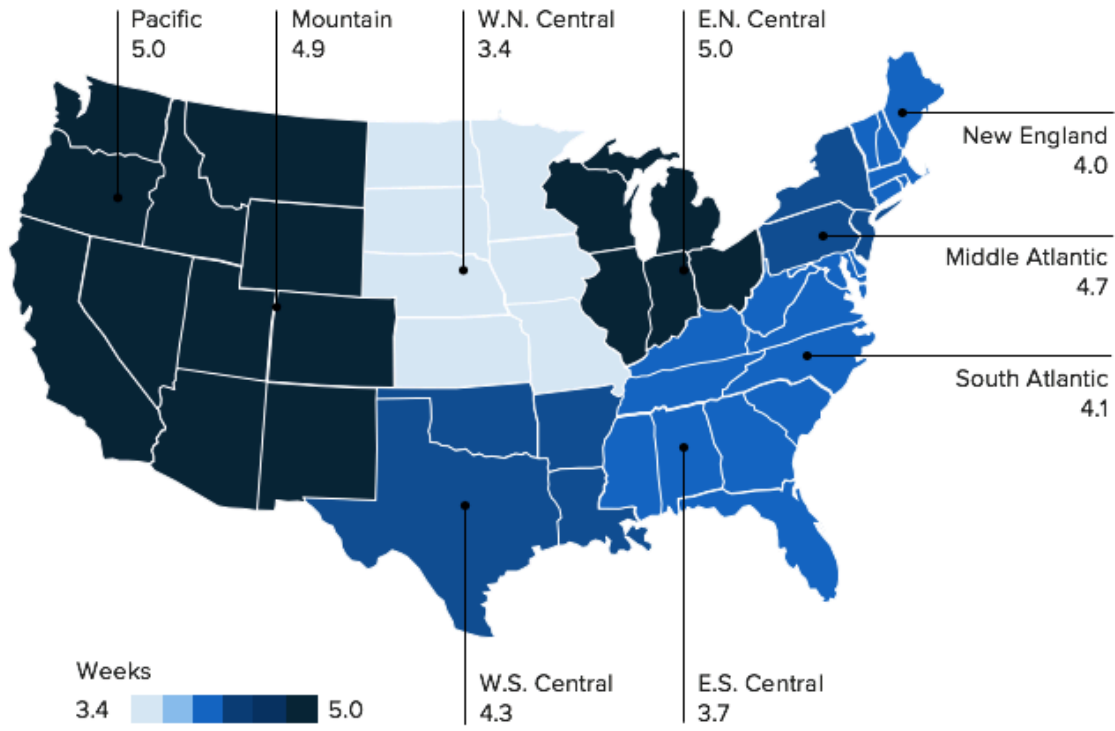 Pacific
5.0
Mountain
4.9
W.N. Central
3.4
E.N. Central
5.0
New England
4.0
Middle Atlantic
4.7
South Atlantic
4.1
Weeks
3.4
5.0
W.S. Central
4.3
E.S. Central
3.7